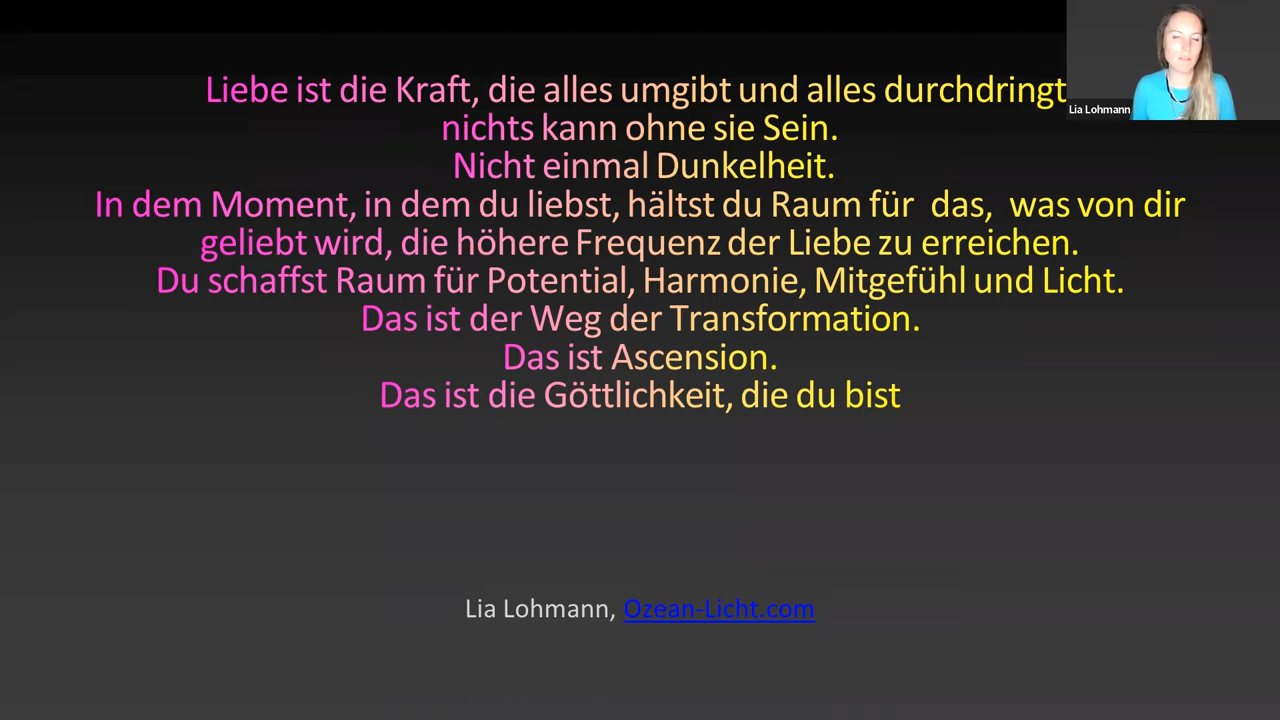 Liebe ist die Kraft, die alles umgibt und alles durchdringt
Lia Lohmann
nichts kann ohne sie Sein.
Nicht einmal Dunkelheit.
In dem Moment, in dem du liebst, hältst du Raum für das, was von dir
geliebt wird, die höhere Frequenz der Liebe zu erreichen.
Du schaffst Raum für Potential, Harmonie, Mitgefühl und Licht.
Das ist der Weg der Transformation.
Das ist Ascension.
Das ist die Göttlichkeit, die du bist
Lia Lohmann, Ozean-Licht.com